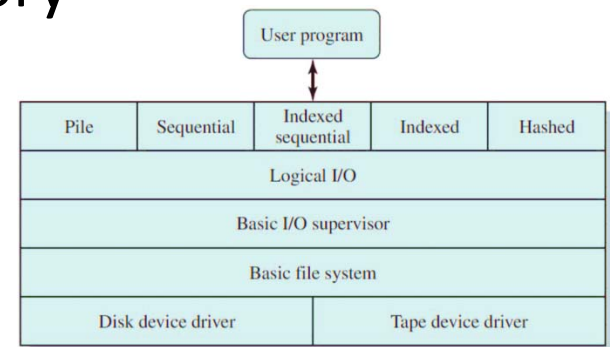 User program
Pile Sequential Indexed sequential Indexed Hashed
Logical I/O
Basic I/O supervisor
Basic file system
Disk device driver Tape device driver